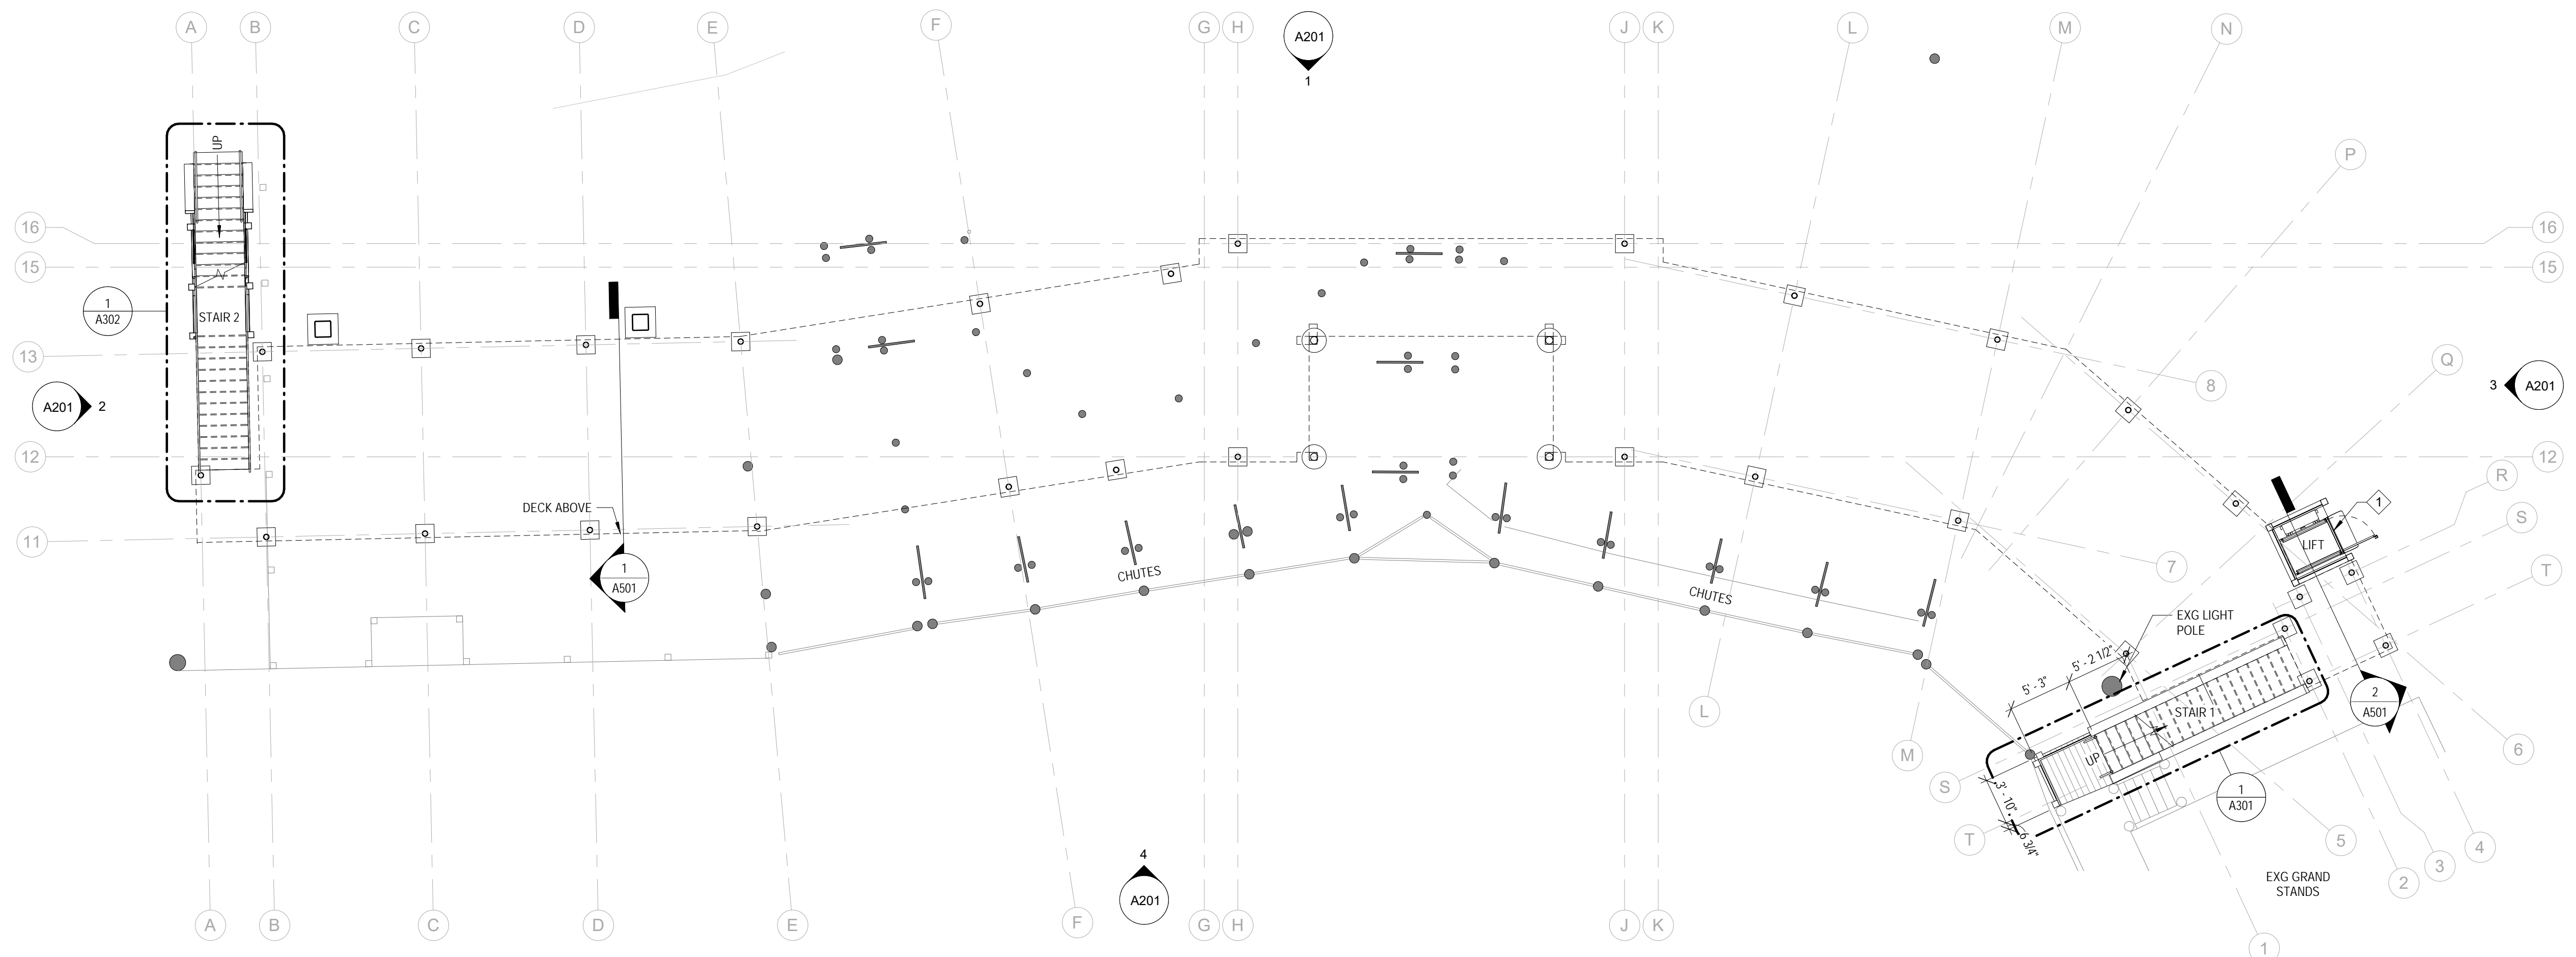 A
B
C
D
E
F
G
H
A201
1
J
K
L
M
N
P
UP
16
16
15
15
1
A302
STAIR 2
13
8
Q
A201
2
3
A201
12
12
R
S
1
LIFT
DECK ABOVE
11
CHUTES
CHUTES
7
T
1
A501
EXG LIGHT
POLE
5' - 2 1/2"
5' - 3"
STAIR 1
2
A501
L
M
UP
6
S
3' - 10"
6 3/4"
1
A301
T
5
4
3
2
4
A201
EXG GRAND
STANDS
A
B
C
D
E
F
G
H
J
K
1